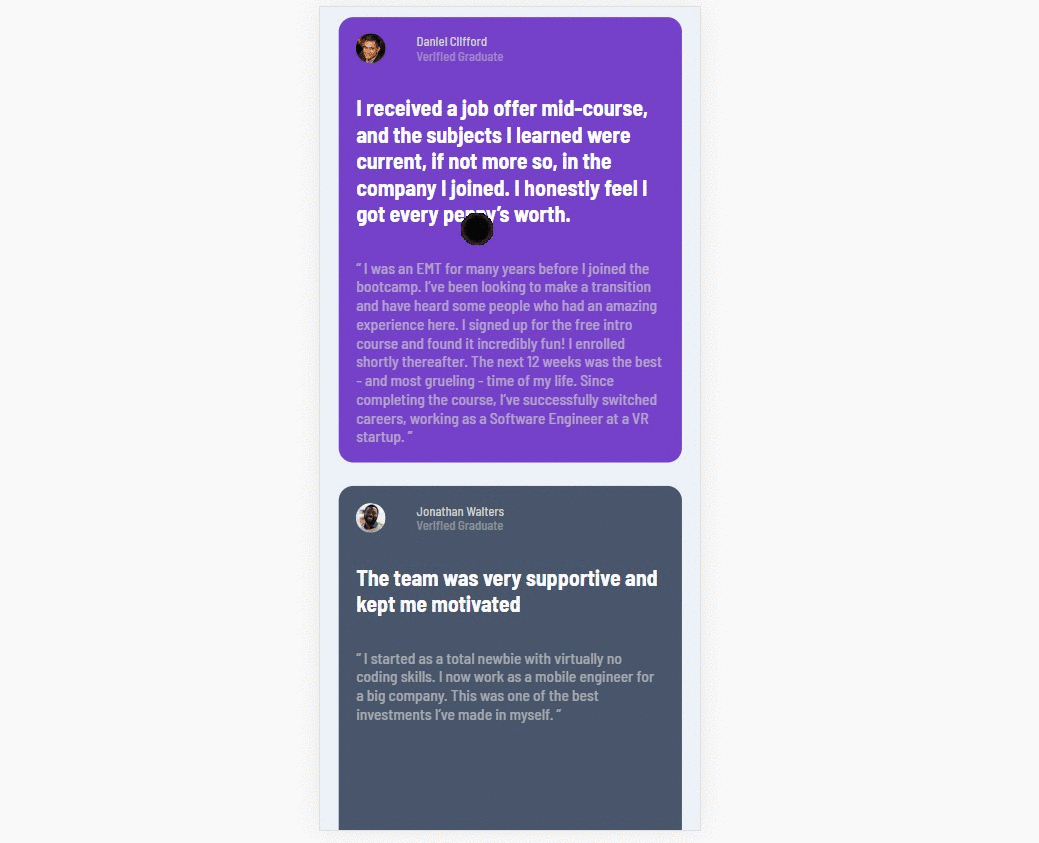 Daniel Clifford
Verified Graduate
I received a job offer mid-course,
and the subjects I learned were
current, if not more so, in the
company I joined. I honestly feel I
got every penny’s worth.
“ I was an EMT for many years before I joined the
bootcamp. I’ve been looking to make a transition
and have heard some people who had an amazing
experience here. I signed up for the free intro
course and found it incredibly fun! I enrolled
shortly thereafter. The next 12 weeks was the best
- and most grueling - time of my life. Since
completing the course, I’ve successfully switched
careers, working as a Software Engineer at a VR
startup. ”
Jonathan Walters
Verified Graduate
The team was very supportive and
kept me motivated
“ I started as a total newbie with virtually no
coding skills. I now work as a mobile engineer for
a big company. This was one of the best
investments I’ve made in myself. ”